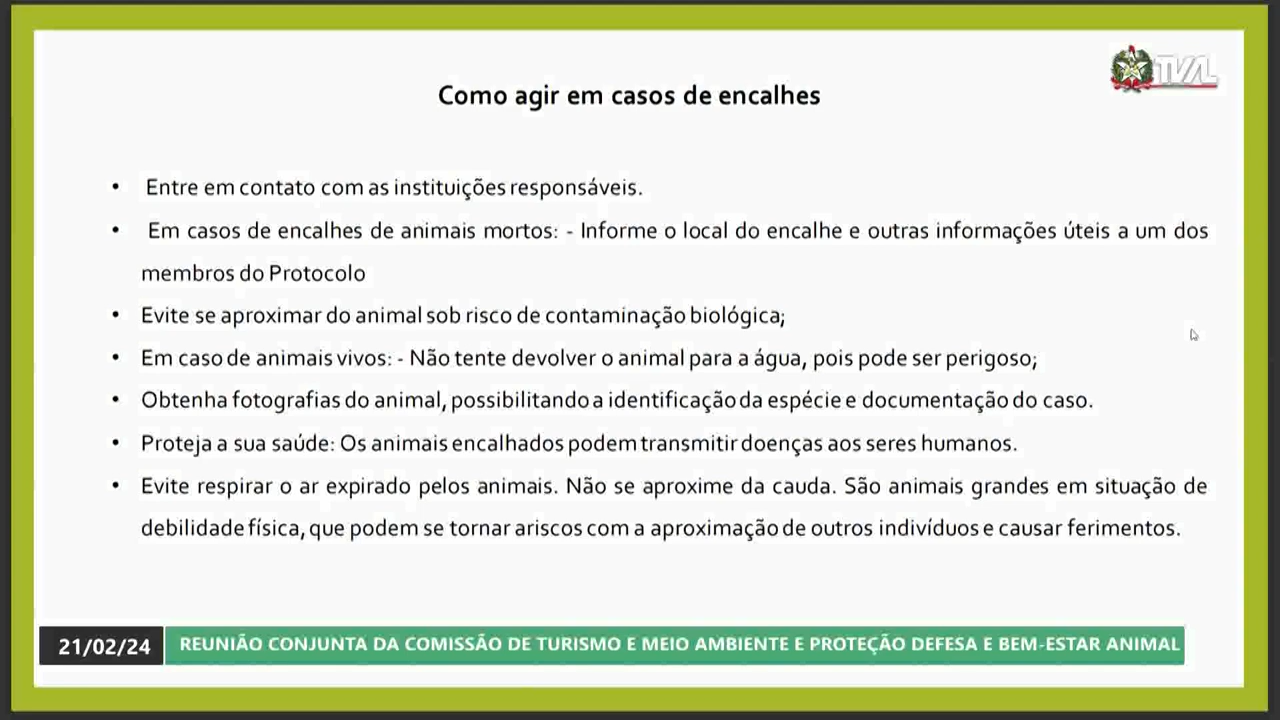 TVAL
Como agir em casos de encalhes
• Entre em contato com as instituições responsáveis.
• Em casos de encalhes de animais mortos: - Informe o local do encalhe e outras informações úteis a um dos
membros do Protocolo
• Evite se aproximar do animal sob risco de contaminação biológica;
• Em caso de animais vivos: - Não tente devolver o animal para a água, pois pode ser perigoso;
• Obtenha fotografias do animal, possibilitando a identificação da espécie e documentação do caso.
• Proteja a sua saúde: Os animais encalhados podem transmitir doenças aos seres humanos.
• Evite respirar o ar expirado pelos animais. Não se aproxime da cauda. São animais grandes em situação de
debilidade física, que podem se tornar ariscos com a aproximação de outros indivíduos e causar ferimentos.
21/02/24 REUNIÃO CONJUNTA DA COMISSÃO DE TURISMO E MEIO AMBIENTE E PROTEÇÃO DEFESA E BEM-ESTAR ANIMAL